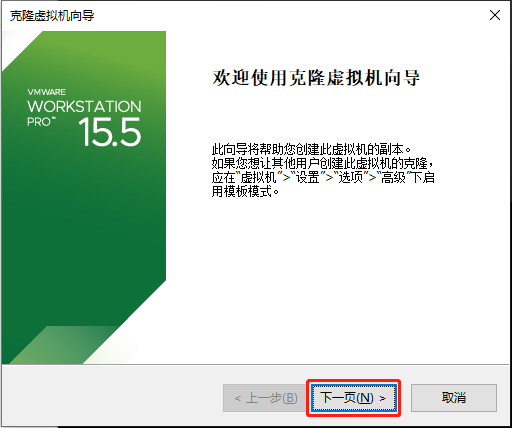 克隆虚拟机向导
VMWARE
WORKSTATION
PRO™
15.5
欢迎使用克隆虚拟机向导
此向导将帮助您创建此虚拟机的副本。
如果您想让其他用户创建此虚拟机的克隆，
应在"虚拟机">"设置">"选项">"高级"下启
用模板模式。
< 上一步(B)
下一页(N) >
取消